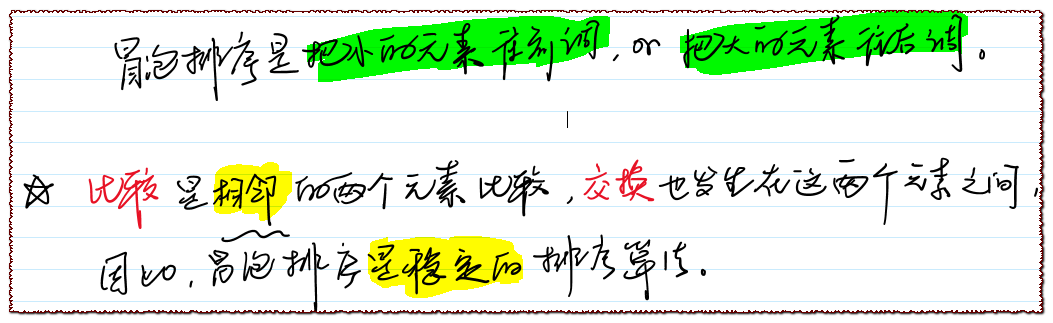 冒泡排序是把小的元素往前调, or 把大的元素往后调。
☆ 比较是相邻的两个元素比较,交换也发生在这两个元素之间,
因此,冒泡排序是稳定的排序算法。